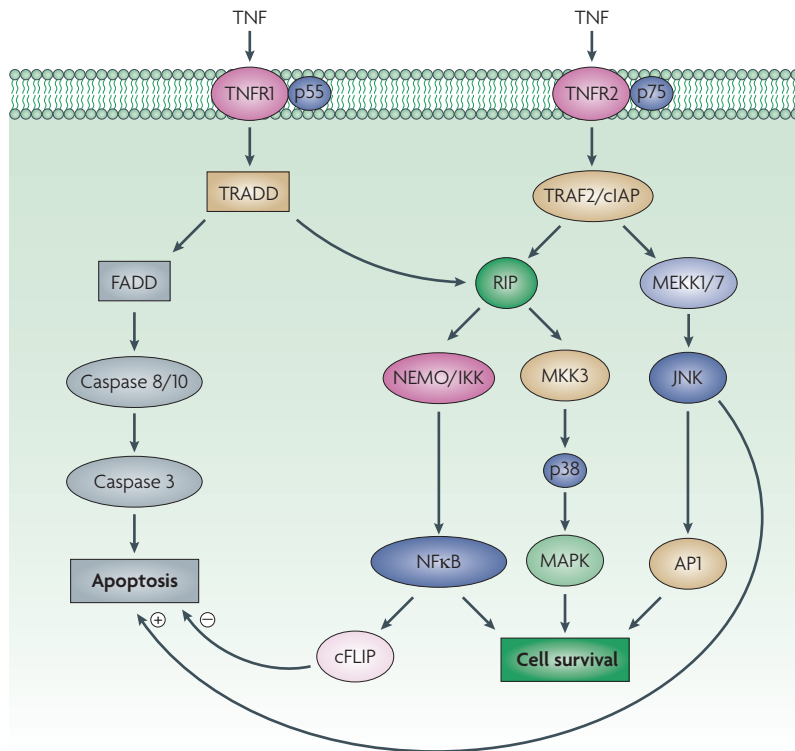 TNF
TNF
TNFR1
p55
TNFR2
p75
TRADD
TRAF2/cIAP
FADD
RIP
MEKK1/7
Caspase 8/10
NEMO/IKK
MKK3
JNK
Caspase 3
p38
Apoptosis
NFκB
MAPK
AP1
+
−
cFLIP
Cell survival